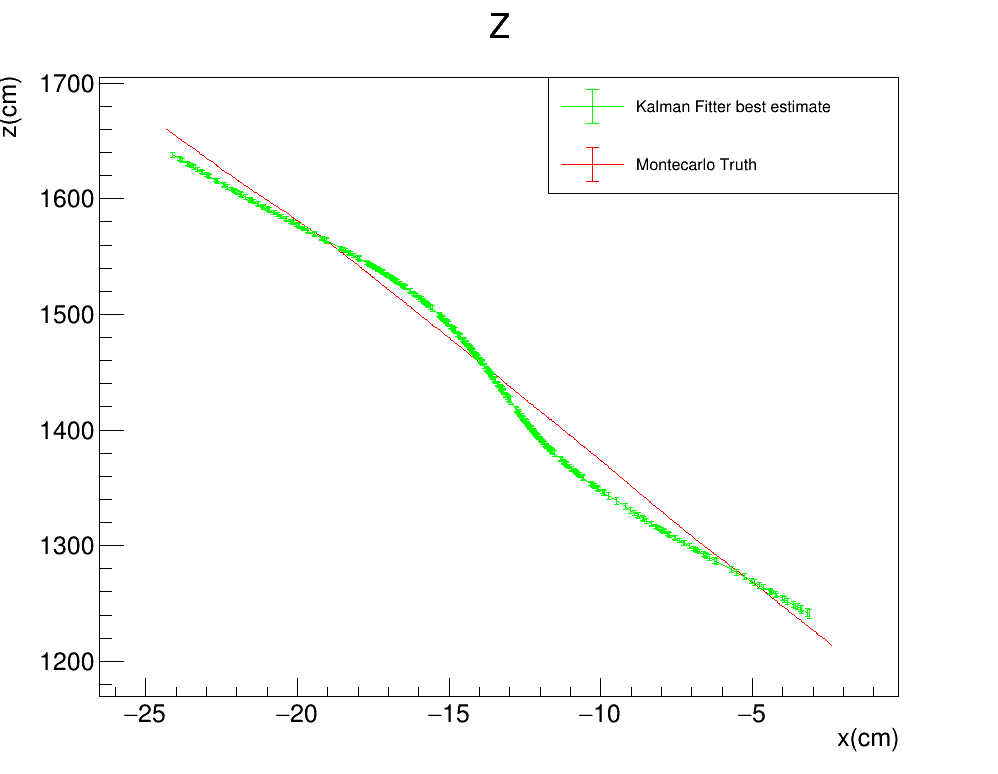 Z
z(cm)
1700
1600
1500
1400
1300
1200
Kalman Fitter best estimate
Montecarlo Truth
−25
−20
−15
−10
−5
x(cm)